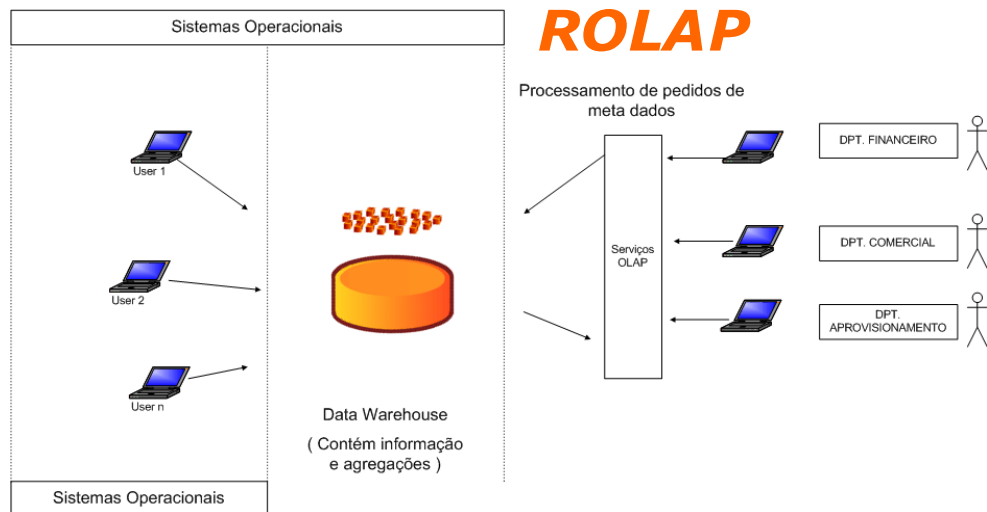 Sistemas Operacionais
ROLAP
Processamento de pedidos de
meta dados
User 1
DPT. FINANCEIRO
User 2
Serviços
OLAP
DPT. COMERCIAL
DPT.
APROVISIONAMENTO
User n
Data Warehouse
( Contém informação
e agregações )
Sistemas Operacionais